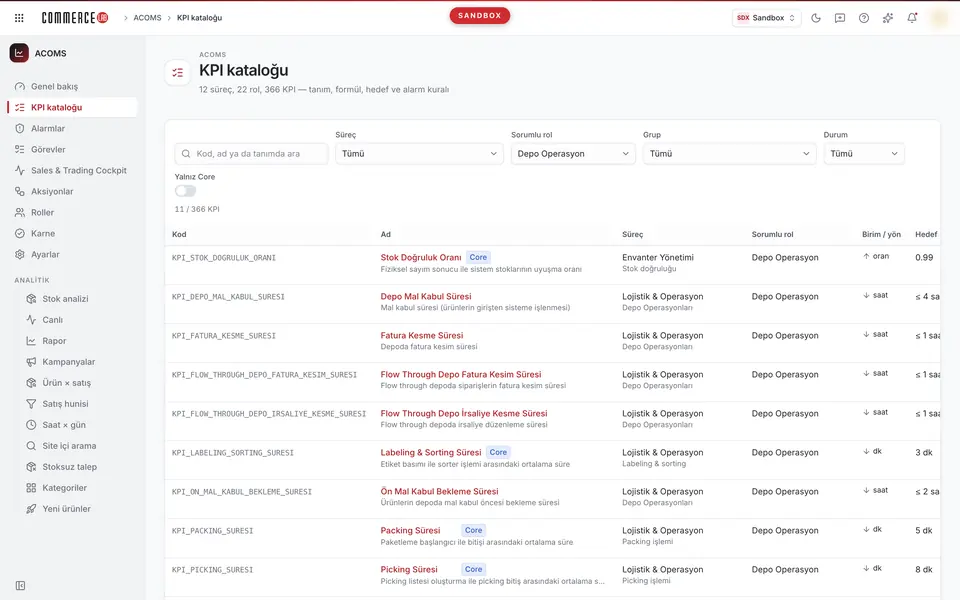 COMMERCE LAB
ACOMS
KPI kataloğu
SANDBOX
SDX Sandbox
ACOMS
Genel bakış
KPI kataloğu
Alarmlar
Görevler
Sales & Trading Cockpit
Aksiyonlar
Roller
Karne
Ayarlar
ANALİTİK
Stok analizi
Canlı
Rapor
Kampanyalar
Ürün × satış
Satış hunisi
Saat × gün
Site içi arama
Stoksuz talep
Kategoriler
Yeni ürünler
ACOMS
KPI kataloğu
12 süreç, 22 rol, 366 KPI — tanım, formül, hedef ve alarm kuralı
Süreç Sorumlu rol Grup Durum
Kod, ad ya da tanımda ara Tümü Depo Operasyon Tümü Tümü
Yalnız Core
11 / 366 KPI
Kod Ad Süreç Sorumlu rol Birim / yön Hedef
KPI_STOK_DOGRULUK_ORANI Stok Doğruluk Oranı Core Envanter Yönetimi Depo Operasyon ↑ oran 0.99
Fiziksel sayım sonucu ile sistem stoklarının uyuşma oranı Stok doğruluğu
KPI_DEPO_MAL_KABUL_SURESI Depo Mal Kabul Süresi Lojistik & Operasyon Depo Operasyon ↓ saat ≤ 4 sa
Mal kabul süresi (ürünlerin girişten sisteme işlenmesi) Depo Operasyonları
KPI_FATURA_KESME_SURESI Fatura Kesme Süresi Lojistik & Operasyon Depo Operasyon ↓ saat ≤ 1 saa
Depoda fatura kesim süresi Depo Operasyonları
KPI_FLOW_THROUGH_DEPO_FATURA_KESIM_SURESI Flow Through Depo Fatura Kesim Süresi Lojistik & Operasyon Depo Operasyon ↓ saat ≤ 1 saa
Flow through depoda siparişlerin fatura kesim süresi Depo Operasyonları
KPI_FLOW_THROUGH_DEPO_IRSALIYE_KESME_SURESI Flow Through Depo İrsaliye Kesme Süresi Lojistik & Operasyon Depo Operasyon ↓ saat ≤ 1 saa
Flow through depoda irsaliye düzenleme süresi Depo Operasyonları
KPI_LABELING_SORTING_SURESI Labeling & Sorting Süresi Core Lojistik & Operasyon Depo Operasyon ↓ dk 3 dk
Etiket basımı ile sorter işlemi arasındaki ortalama süre Labeling & sorting
KPI_ON_MAL_KABUL_BEKLEME_SURESI Ön Mal Kabul Bekleme Süresi Lojistik & Operasyon Depo Operasyon ↓ saat ≤ 2 sa
Ürünlerin depoda mal kabul öncesi bekleme süresi Depo Operasyonları
KPI_PACKING_SURESI Packing Süresi Core Lojistik & Operasyon Depo Operasyon ↓ dk 5 dk
Paketleme başlangıcı ile bitişi arasındaki ortalama süre Packing işlemi
KPI_PICKING_SURESI Picking Süresi Core Lojistik & Operasyon Depo Operasyon ↓ dk 8 dk
Picking listesi oluşturma ile picking bitiş arasındaki ortalama s... Picking işlemi